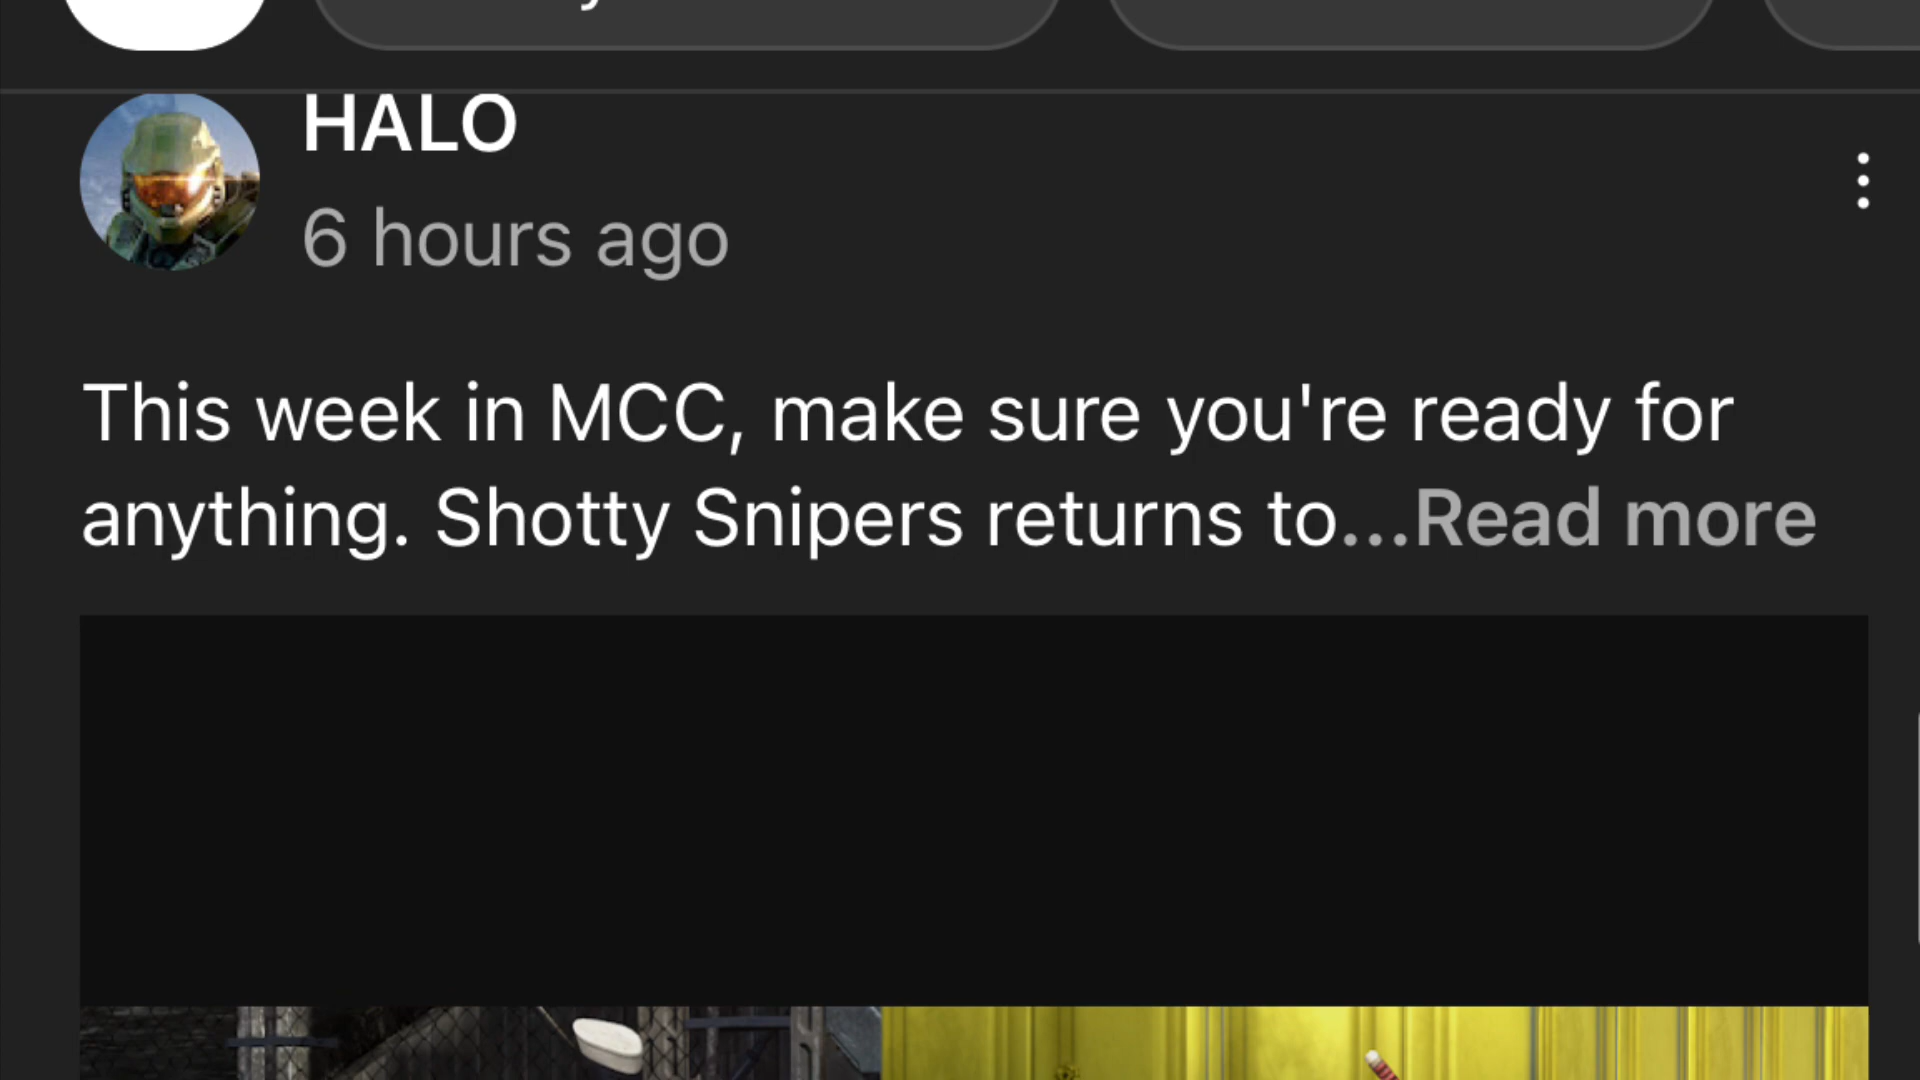 HALO
6 hours ago
This week in MCC, make sure you're ready for
anything. Shotty Snipers returns to...Read more